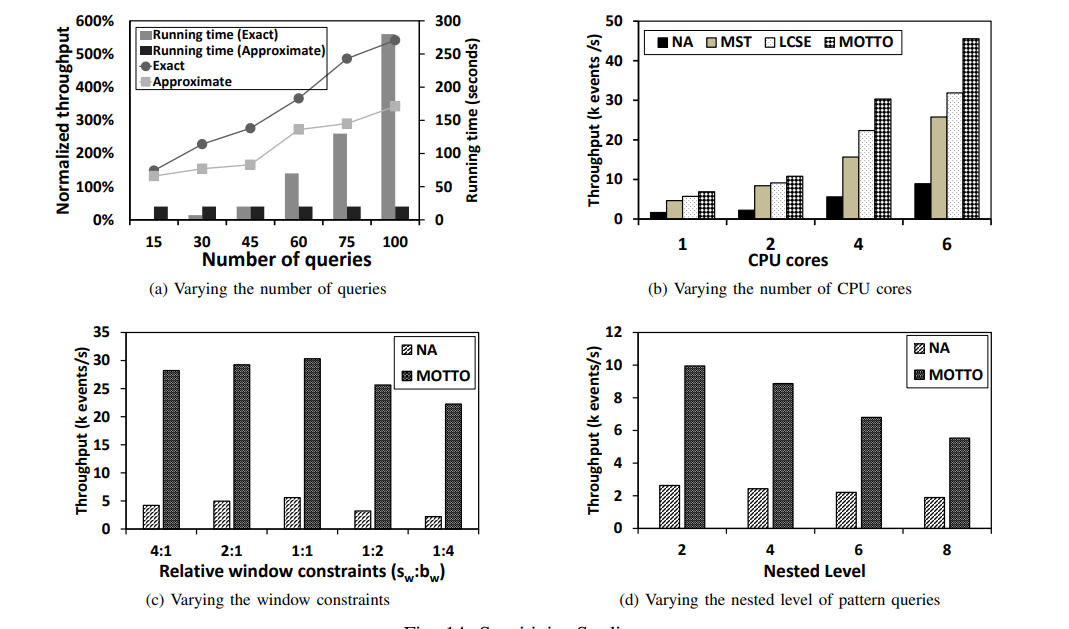 600%
500%
400%
300%
200%
100%
0%
Normalized throughput
Running time (Exact)
Running time (Approximate)
Exact
Approximate
300
250
200
150
100
50
0
Running time (seconds)
15 30 45 60 75 100
Number of queries
(a) Varying the number of queries
50
40
30
20
10
0
Throughput (k events /s)
NA MST LCSE MOTTO
1 2 4 6
CPU cores
(b) Varying the number of CPU cores
35
30
25
20
15
10
5
0
Throughput (k events/s)
NA
MOTTO
4:1 2:1 1:1 1:2 1:4
Relative window constraints (sw:bw)
(c) Varying the window constraints
12
10
8
6
4
2
0
Throughput (k events/s)
NA
MOTTO
2 4 6 8
Nested Level
(d) Varying the nested level of pattern queries